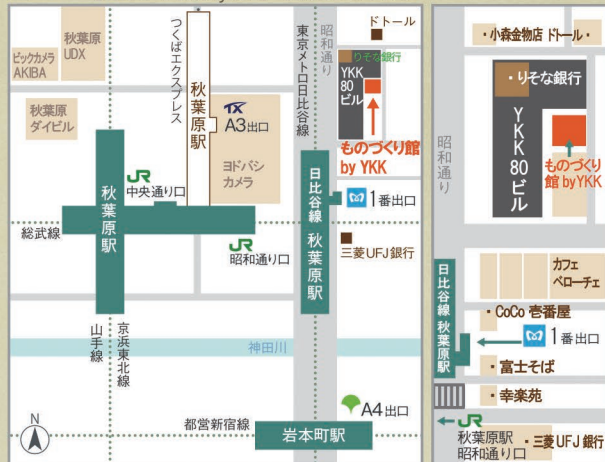 秋葉原
UDX
ビックカメラ
AKIBA
秋葉原
ダイビル
つくばエクスプレス
秋葉原駅
TX
A3出口
ヨドバシ
カメラ
東京メトロ日比谷線
昭和通り
ドトール
りそな銀行
YKK
80
ビル
ものづくり館
by YKK
JR
中央通り口
秋葉原駅
総武線
JR
昭和通り口
日比谷線 秋葉原駅
1番出口
三菱UFJ銀行
山手線
京浜東北線
神田川
A4出口
都営新宿線
岩本町駅
N
・小森金物店 ドトール・
・りそな銀行
YKK80ビル
昭和通り
ものづくり
館 by YKK
カフェ
ベローチェ
・CoCo 壱番屋
日比谷線 秋葉原駅
1番出口
・富士そば
・幸楽苑
JR
秋葉原駅
昭和通り口
・三菱UFJ 銀行